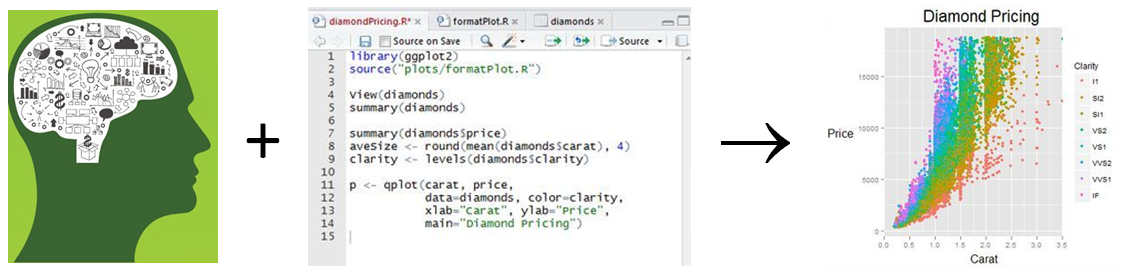 diamondPricing.R* × formatPlot.R × diamonds ×
Source on Save Source
1 library(ggplot2)
2 source("plots/formatPlot.R")
3
4 View(diamonds)
5 summary(diamonds)
6
7 summary(diamonds$price)
8 aveSize <- round(mean(diamonds$carat), 4)
9 clarity <- levels(diamonds$clarity)
10
11 p <- qplot(carat, price,
12 data=diamonds, color=clarity,
13 xlab="Carat", ylab="Price",
14 main="Diamond Pricing")
15
Diamond Pricing
Price
15000
10000
5000
0
0.0 0.5 1.0 1.5 2.0 2.5 3.0 3.5
Carat
Clarity
I1
SI2
SI1
VS2
VS1
VVS2
VVS1
IF